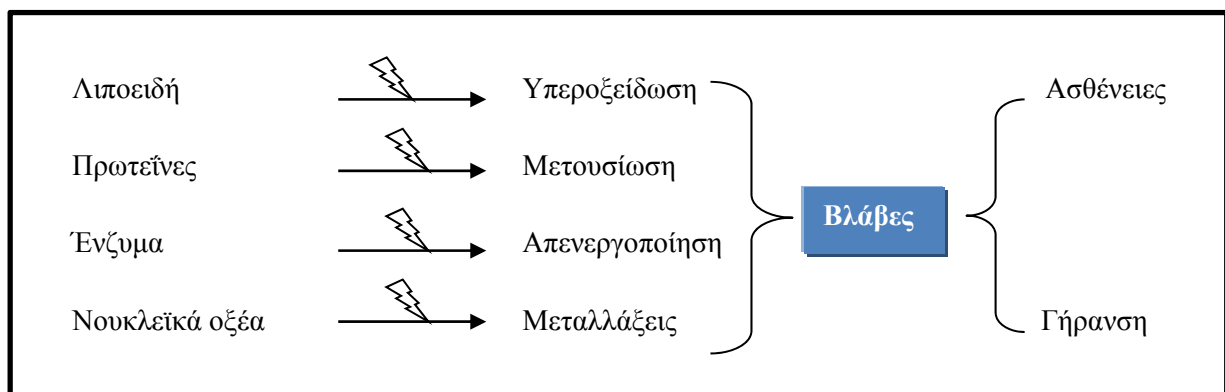 Λιποειδή Υπεροξείδωση Ασθένειες
Πρωτεΐνες Μετουσίωση
Βλάβες
Ένζυμα Απενεργοποίηση
Νουκλεϊκά οξέα Μεταλλάξεις Γήρανση